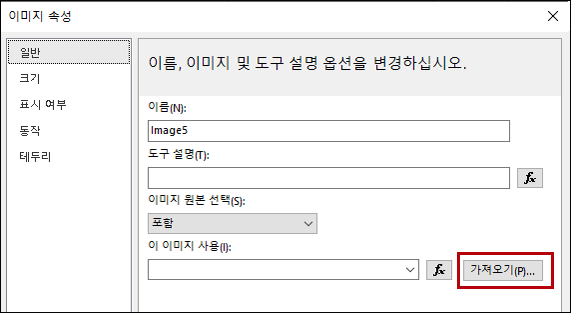 이미지 속성
일반
크기
표시 여부
동작
테두리
이름, 이미지 및 도구 설명 옵션을 변경하십시오.
이름(N):
Image5
도구 설명(T):
fx
이미지 원본 선택(S):
포함
이 이미지 사용(I):
fx
가져오기(P)...